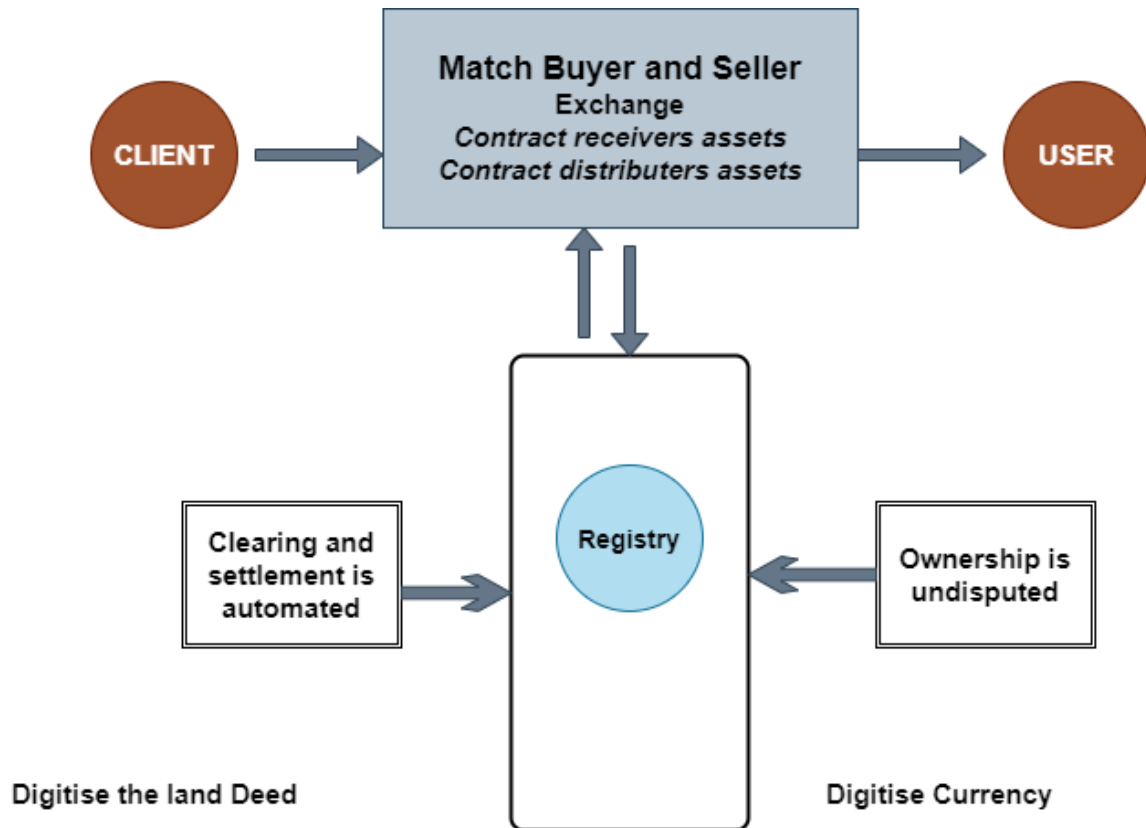 Match Buyer and Seller
Exchange
Contract receivers assets
Contract distributers assets
CLIENT
USER
Registry
Clearing and
settlement is
automated
Ownership is
undisputed
Digitise the land Deed
Digitise Currency